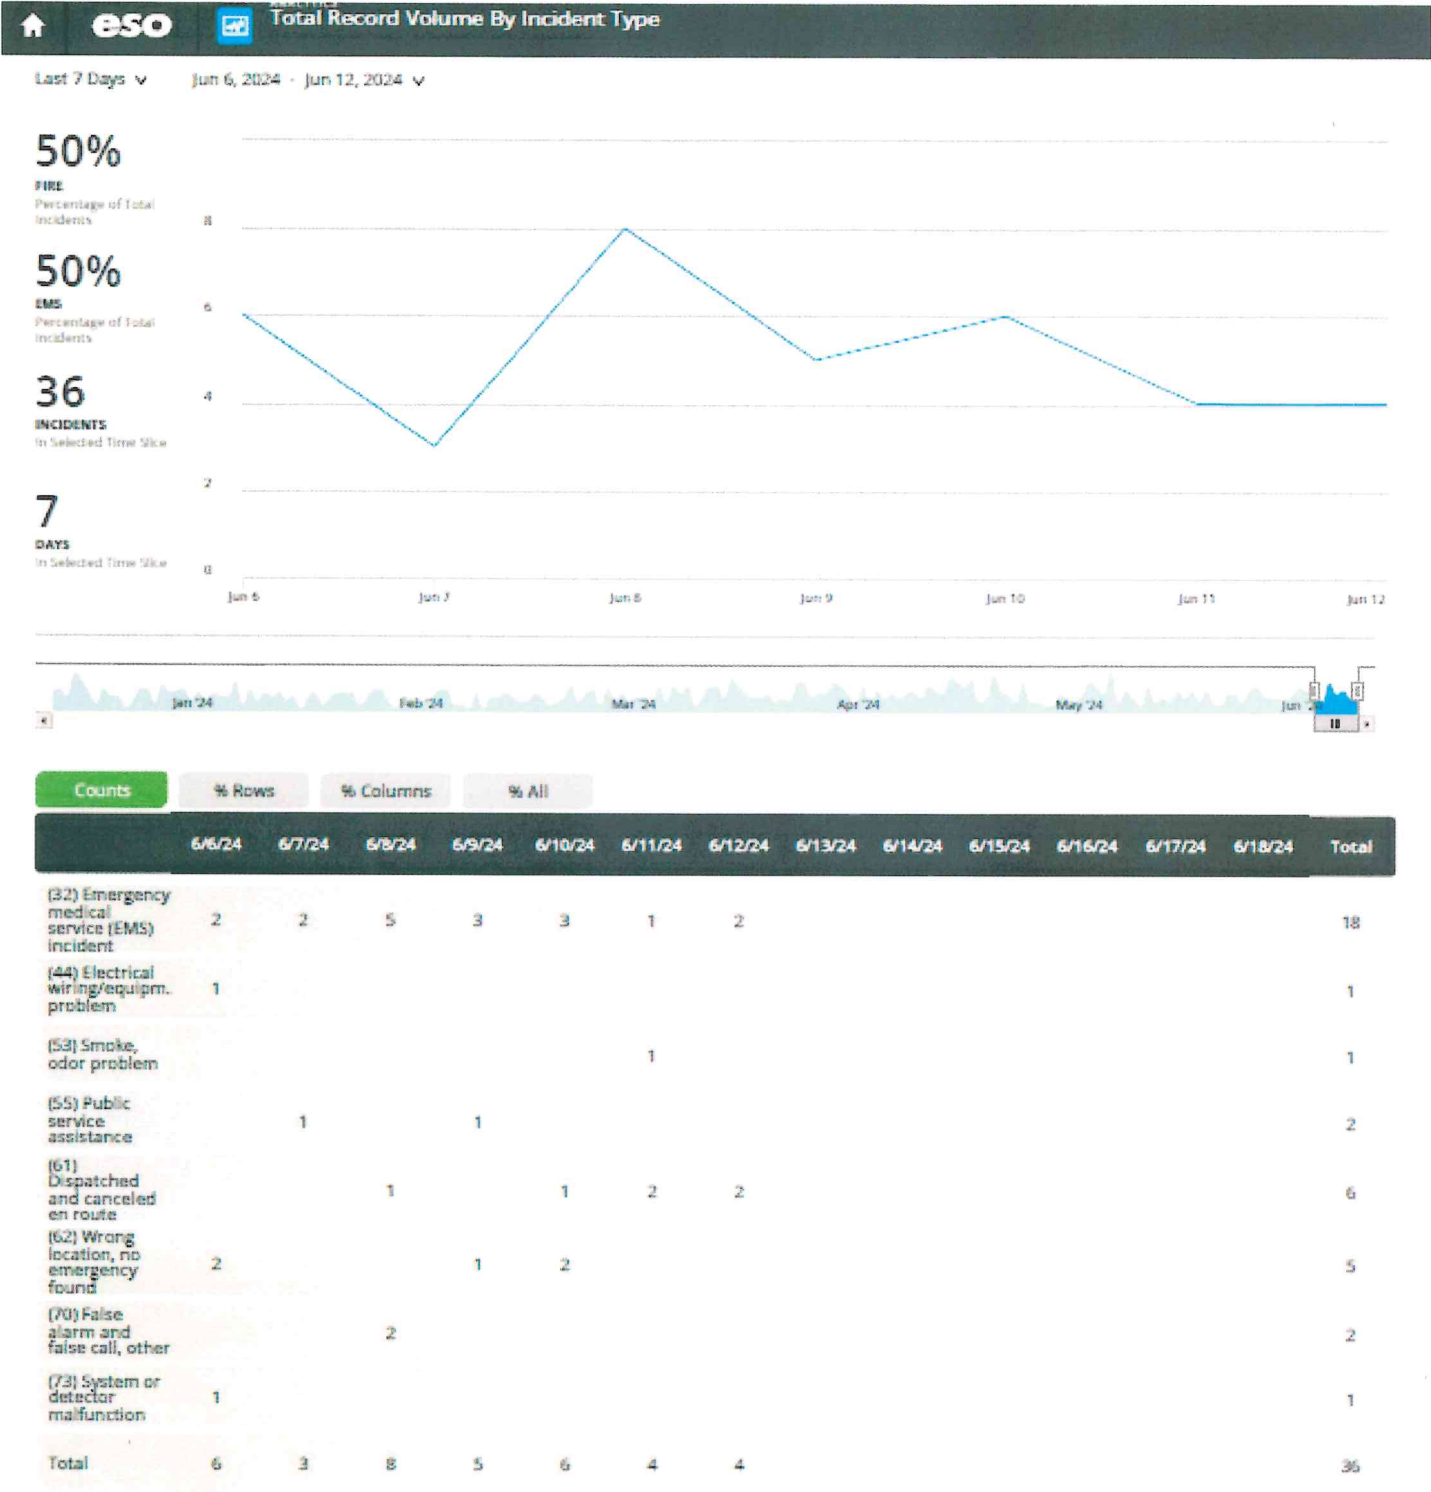 eso
ANALYTICS
Total Record Volume By Incident Type
Last 7 Days
Jun 6, 2024 - Jun 12, 2024
50%
FIRE
Percentage of Total
Incidents
50%
EMS
Percentage of Total
Incidents
36
INCIDENTS
In Selected Time Slice
7
DAYS
In Selected Time Slice
8
6
4
2
0
Jun 6 Jun 7 Jun 8 Jun 9 Jun 10 Jun 11 Jun 12
Jan '24 Feb '24 Mar '24 Apr '24 May '24 Jun '24
Counts % Rows % Columns % All
6/6/24 6/7/24 6/8/24 6/9/24 6/10/24 6/11/24 6/12/24 6/13/24 6/14/24 6/15/24 6/16/24 6/17/24 6/18/24 Total
(32) Emergency
medical
service (EMS)
incident
2 2 5 3 3 1 2 18
(44) Electrical
wiring/equipm.
problem
1 1
(53) Smoke,
odor problem
1 1
(55) Public
service
assistance
1 1 2
(61)
Dispatched
and canceled
en route
1 1 2 2 6
(62) Wrong
location, no
emergency
found
2 1 2 5
(70) False
alarm and
false call, other
2 2
(73) System or
detector
malfunction
1 1
Total 6 3 8 5 6 4 4 36